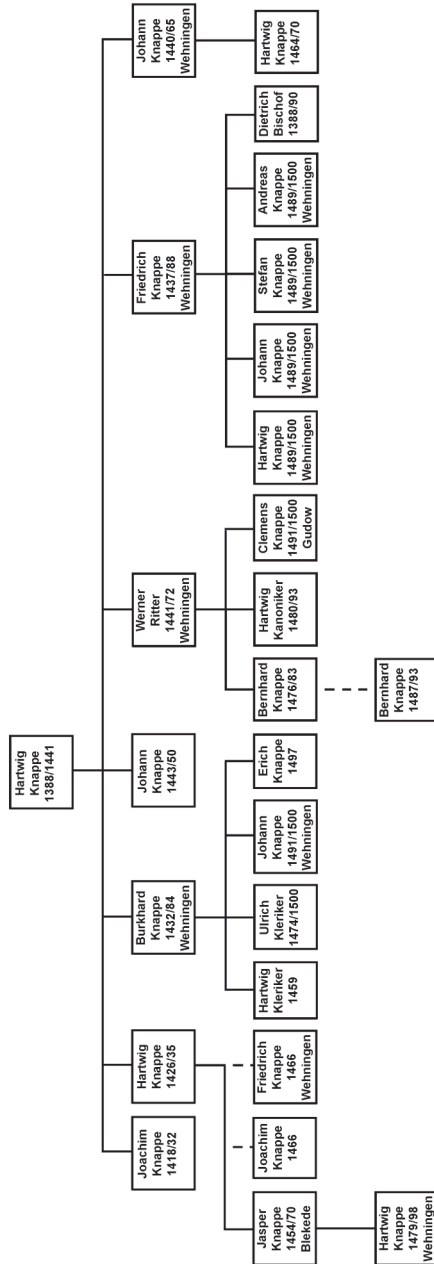 Hartwig
Knappe
1388/1441
Joachim
Knappe
1418/32
Hartwig
Knappe
1426/35
Burkhard
Knappe
1432/84
Wehningen
Johann
Knappe
1443/50
Werner
Ritter
1441/72
Wehningen
Friedrich
Knappe
1437/88
Wehningen
Johann
Knappe
1440/65
Wehningen
Jasper
Knappe
1454/70
Blekede
Joachim
Knappe
1466
Friedrich
Knappe
1466
Wehningen
Hartwig
Kleriker
1459
Ulrich
Kleriker
1474/1500
Johann
Knappe
1491/1500
Wehningen
Erich
Knappe
1497
Bernhard
Knappe
1476/83
Hartwig
Kanoniker
1480/93
Clemens
Knappe
1491/1500
Gudow
Hartwig
Knappe
1489/1500
Wehningen
Johann
Knappe
1489/1500
Wehningen
Stefan
Knappe
1489/1500
Wehningen
Andreas
Knappe
1489/1500
Wehningen
Dietrich
Bischof
1388/90
Hartwig
Knappe
1464/70
Hartwig
Knappe
1479/98
Wehningen
Bernhard
Knappe
1487/93